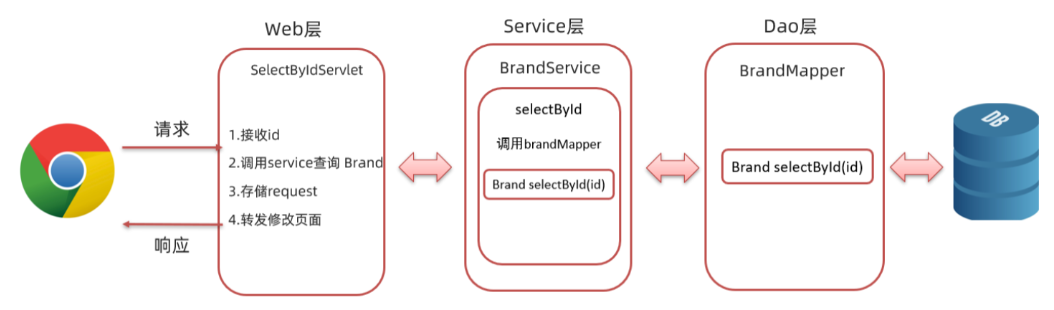 Web层
Service层
Dao层
SelectByIdServlet
BrandService
BrandMapper
请求
响应
1.接收id
2.调用service查询 Brand
3.存储request
4.转发修改页面
selectById
调用brandMapper
Brand selectById(id)
Brand selectById(id)
DB